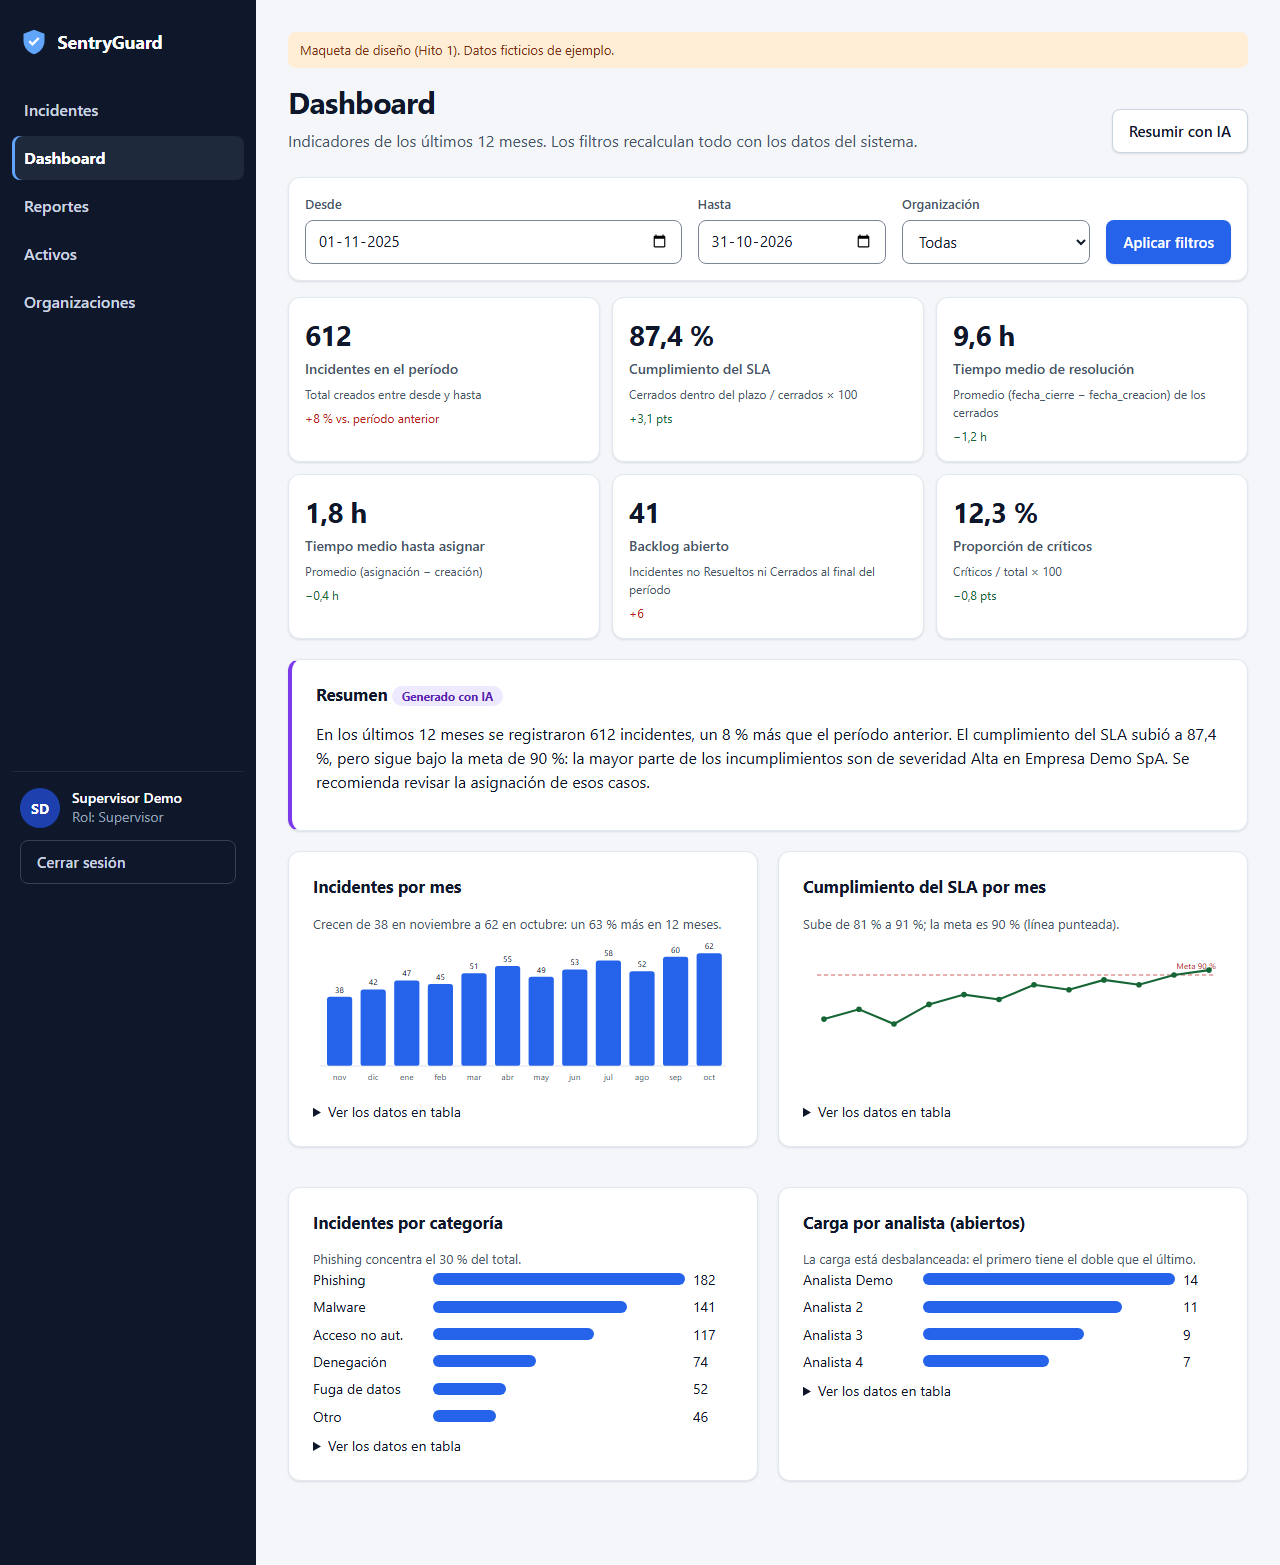 SentryGuard
Incidentes
Dashboard
Reportes
Activos
Organizaciones
SD
Supervisor Demo
Rol: Supervisor
Cerrar sesión
Maqueta de diseño (Hito 1). Datos ficticios de ejemplo.
Dashboard
Indicadores de los últimos 12 meses. Los filtros recalculan todo con los datos del sistema.
Resumir con IA
Desde
01-11-2025
Hasta
31-10-2026
Organización
Todas
Aplicar filtros
612
Incidentes en el período
Total creados entre desde y hasta
+8 % vs. período anterior
87,4 %
Cumplimiento del SLA
Cerrados dentro del plazo / cerrados × 100
+3,1 pts
9,6 h
Tiempo medio de resolución
Promedio (fecha_cierre − fecha_creacion) de los
cerrados
−1,2 h
1,8 h
Tiempo medio hasta asignar
Promedio (asignación − creación)
−0,4 h
41
Backlog abierto
Incidentes no Resueltos ni Cerrados al final del
período
+6
12,3 %
Proporción de críticos
Críticos / total × 100
−0,8 pts
Resumen Generado con IA
En los últimos 12 meses se registraron 612 incidentes, un 8 % más que el período anterior. El cumplimiento del SLA subió a 87,4
%, pero sigue bajo la meta de 90 %: la mayor parte de los incumplimientos son de severidad Alta en Empresa Demo SpA. Se
recomienda revisar la asignación de esos casos.
Incidentes por mes
Crecen de 38 en noviembre a 62 en octubre: un 63 % más en 12 meses.
38 42 47 45 51 55 49 53 58 52 60 62
nov dic ene feb mar abr may jun jul ago sep oct
▶ Ver los datos en tabla
Cumplimiento del SLA por mes
Sube de 81 % a 91 %; la meta es 90 % (línea punteada).
Meta 90 %
▶ Ver los datos en tabla
Incidentes por categoría
Phishing concentra el 30 % del total.
Phishing 182
Malware 141
Acceso no aut. 117
Denegación 74
Fuga de datos 52
Otro 46
▶ Ver los datos en tabla
Carga por analista (abiertos)
La carga está desbalanceada: el primero tiene el doble que el último.
Analista Demo 14
Analista 2 11
Analista 3 9
Analista 4 7
▶ Ver los datos en tabla